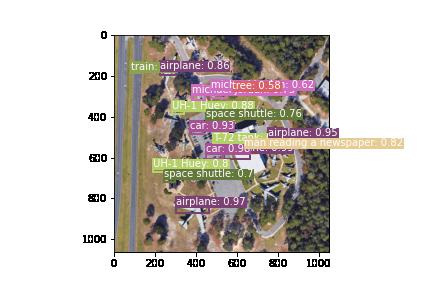 0
train: airplane: 0.86
200
tree: 0.58 0.62
UH-1 Huey: 0.88
space shuttle: 0.76
400
car: 0.93
airplane: 0.95
T-72 tank:
car: 0.9 man reading a newspaper: 0.82
600
UH-1 Huey: 0.8
space shuttle: 0.7
800
airplane: 0.97
1000
0 200 400 600 800 1000